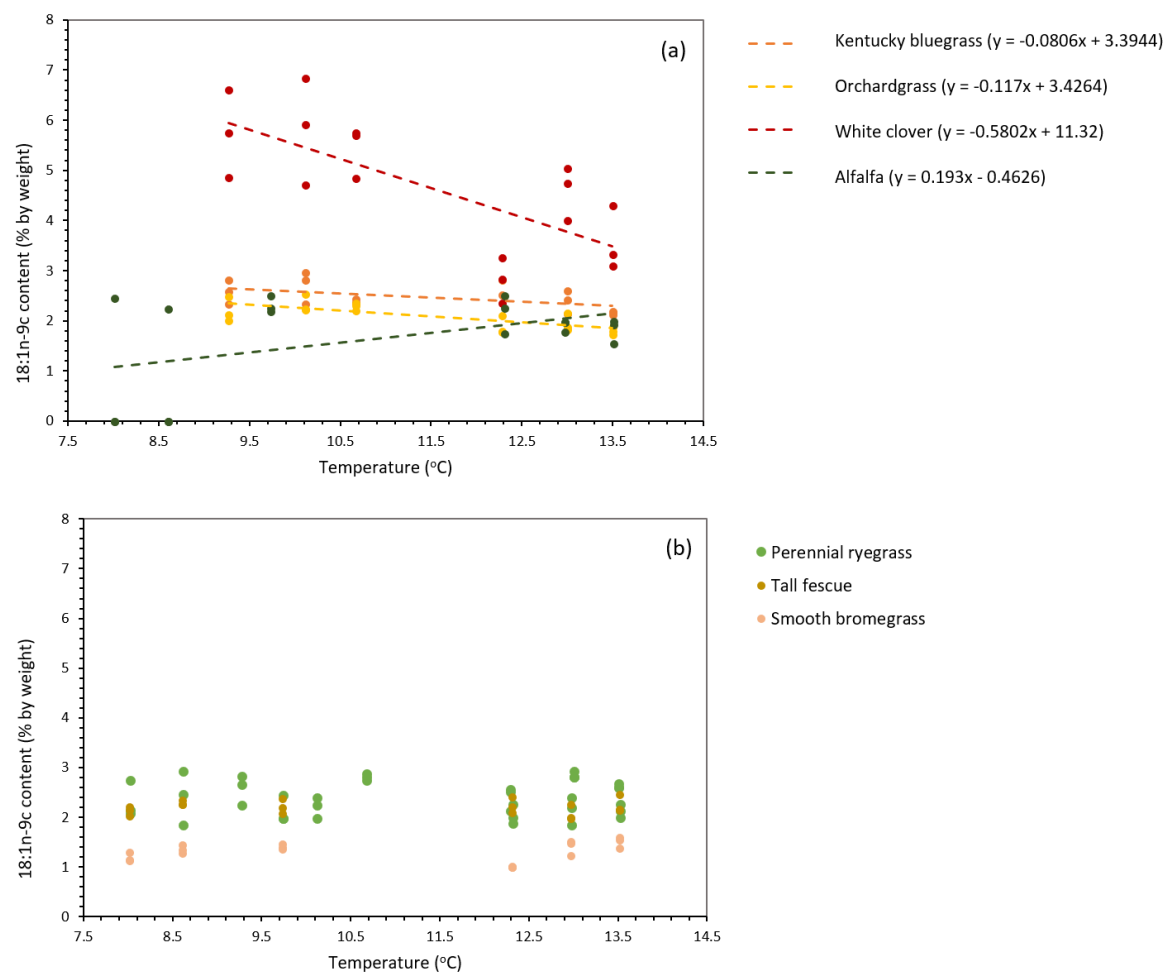 (a)
18:1n-9c content (% by weight)
8
7
6
5
4
3
2
1
0
7.5 8.5 9.5 10.5 11.5 12.5 13.5 14.5
Temperature (°C)
Kentucky bluegrass (y = -0.0806x + 3.3944)
Orchardgrass (y = -0.117x + 3.4264)
White clover (y = -0.5802x + 11.32)
Alfalfa (y = 0.193x - 0.4626)
(b)
18:1n-9c content (% by weight)
8
7
6
5
4
3
2
1
0
7.5 8.5 9.5 10.5 11.5 12.5 13.5 14.5
Temperature (°C)
Perennial ryegrass
Tall fescue
Smooth bromegrass